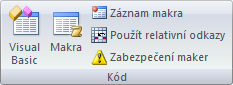 Visual
Basic
Makra
Záznam makra
Použít relativní odkazy
Zabezpečení maker
Kód